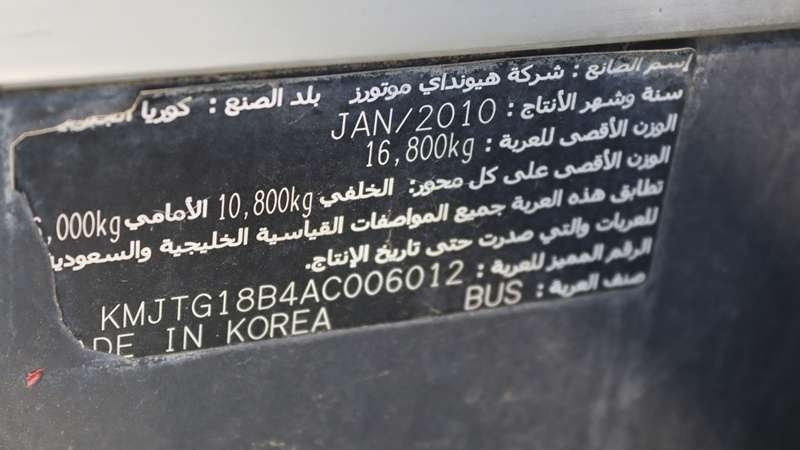 إسم الصانع : شركة هيونداي موتورز بلد الصنع : كوريا
سنة وشهر الأنتاج : JAN/2010
الوزن الأقصى للعربة : 16,800kg
الوزن الأقصى على كل محور: الخلفي 10,800kg الأمامي ,000kg
تطابق هذه العربة جميع المواصفات القياسية الخليجية والسعودية
للعربات والتي صدرت حتى تاريخ الإنتاج.
الرقم المميز للعربة : KMJTG18B4AC006012
صنف العربة : BUS
ADE IN KOREA